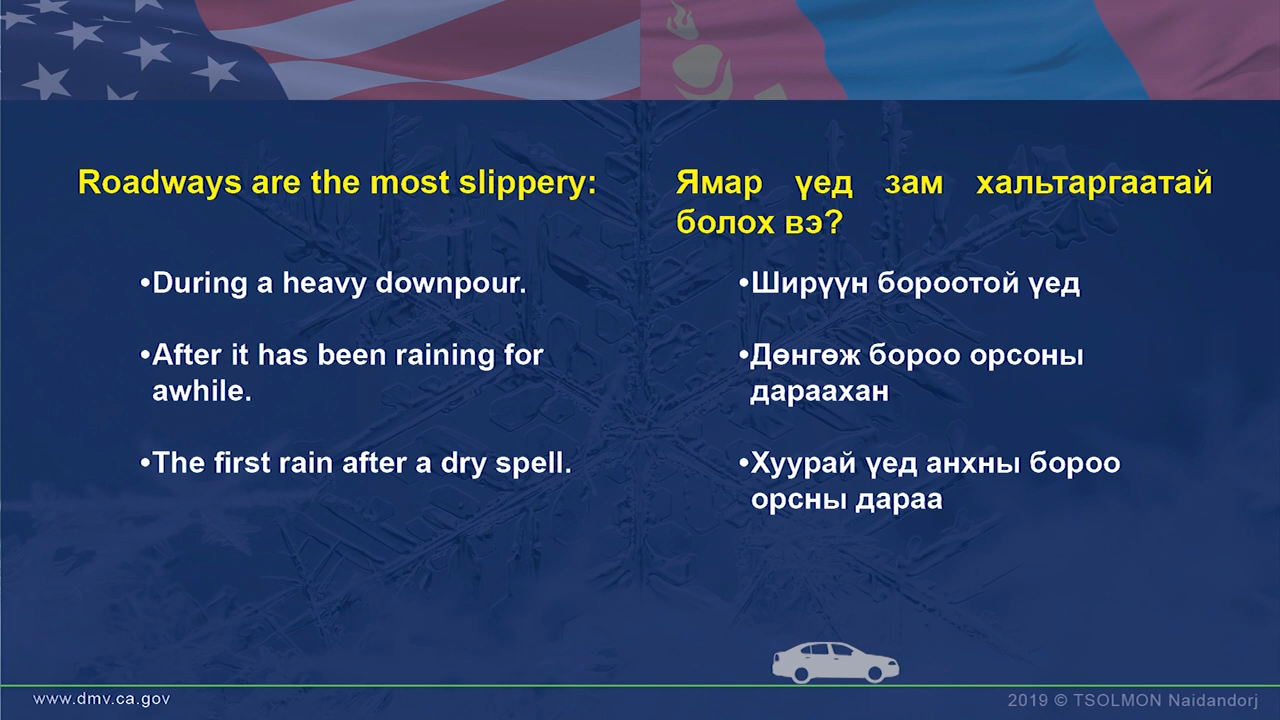 Roadways are the most slippery:
•During a heavy downpour.
•After it has been raining for
awhile.
•The first rain after a dry spell.
Ямар үед зам хальтаргаатай
болох вэ?
•Ширүүн бороотой үед
•Дөнгөж бороо орсоны
дараахан
•Хуурай үед анхны бороо
орсны дараа
www.dmv.ca.gov
2019 © TSOLMON Naidandorj